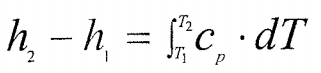 h₂ − h₁ = ∫_{T₁}^{T₂} c_p · dT